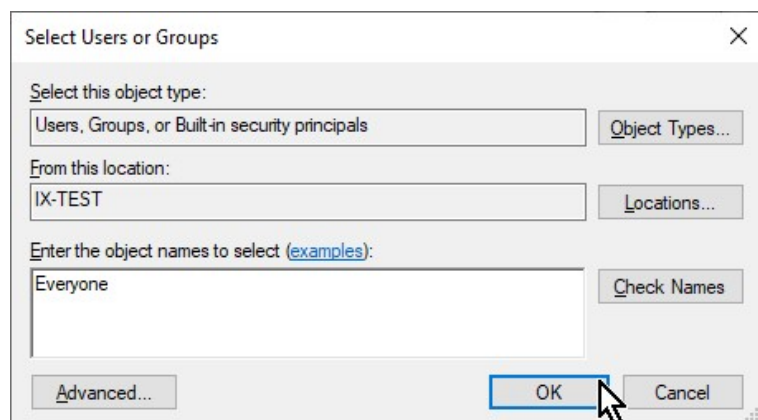 Select Users or Groups
Select this object type:
Users, Groups, or Built-in security principals
Object Types...
From this location:
IX-TEST
Locations...
Enter the object names to select (examples):
Everyone
Check Names
Advanced...
OK
Cancel